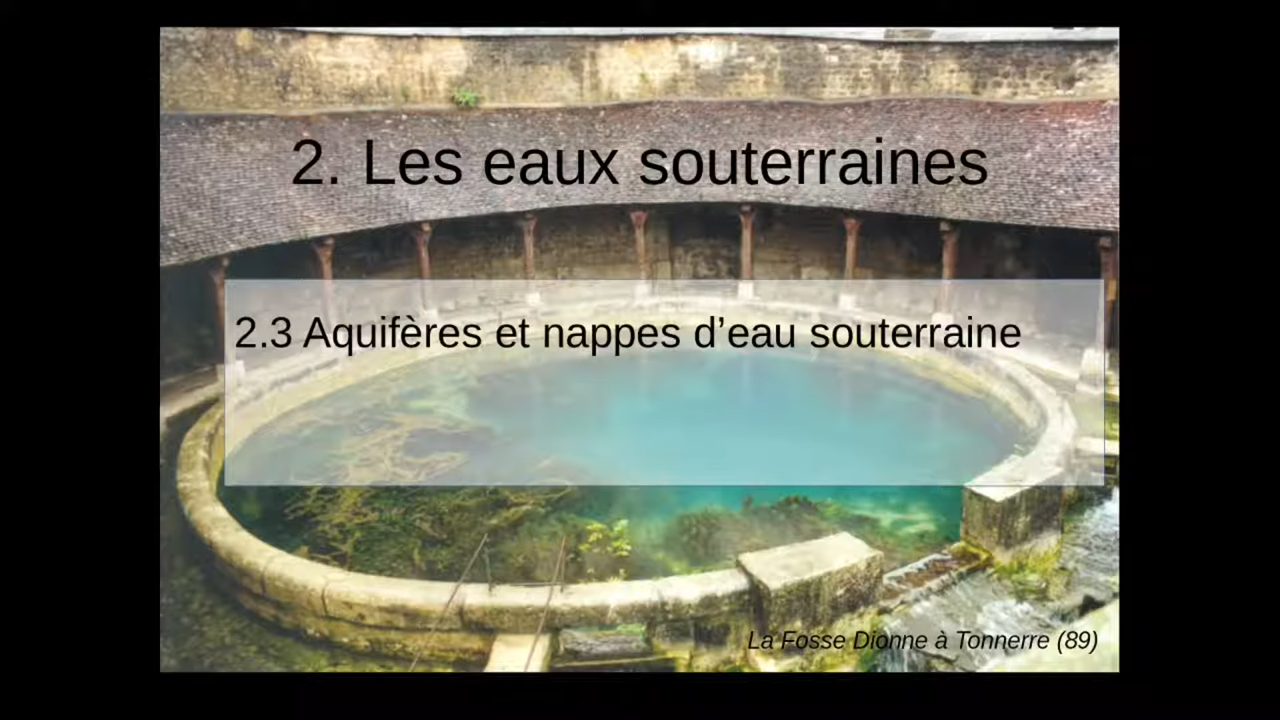 2. Les eaux souterraines
2.3 Aquifères et nappes d’eau souterraine
La Fosse Dionne à Tonnerre (89)